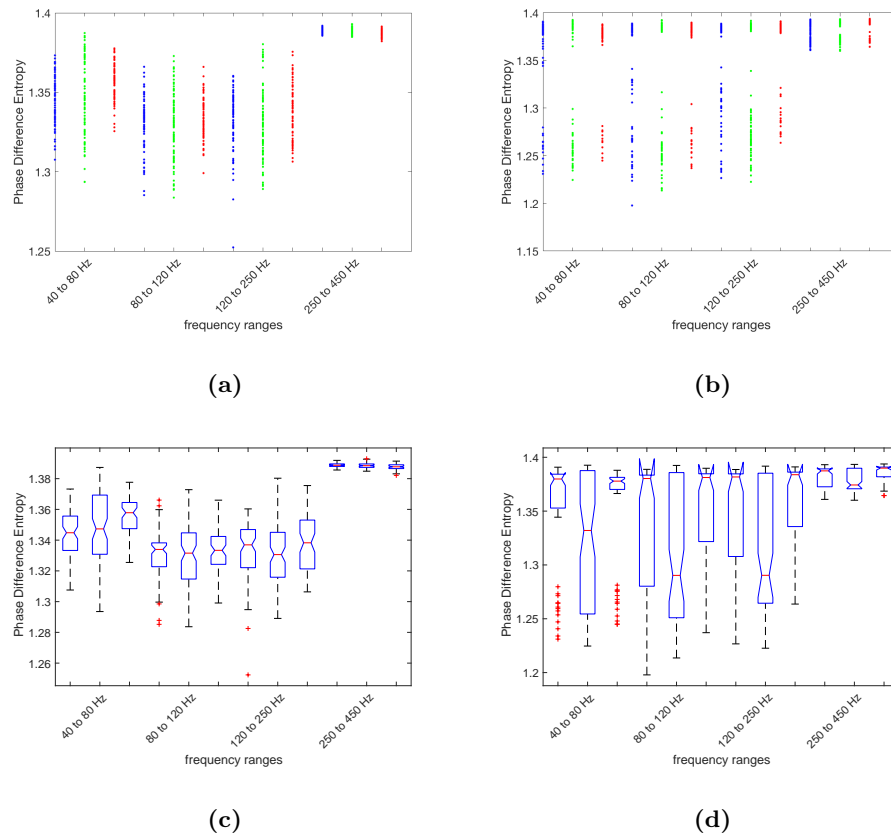 1.4
1.35
1.3
1.25
Phase Difference Entropy
40 to 80 Hz
80 to 120 Hz
120 to 250 Hz
250 to 450 Hz
frequency ranges
(a)
1.4
1.35
1.3
1.25
1.2
1.15
Phase Difference Entropy
40 to 80 Hz
80 to 120 Hz
120 to 250 Hz
250 to 450 Hz
frequency ranges
(b)
1.38
1.36
1.34
1.32
1.3
1.28
1.26
Phase Difference Entropy
40 to 80 Hz
80 to 120 Hz
120 to 250 Hz
250 to 450 Hz
frequency ranges
(c)
1.4
1.35
1.3
1.25
1.2
Phase Difference Entropy
40 to 80 Hz
80 to 120 Hz
120 to 250 Hz
250 to 450 Hz
frequency ranges
(d)